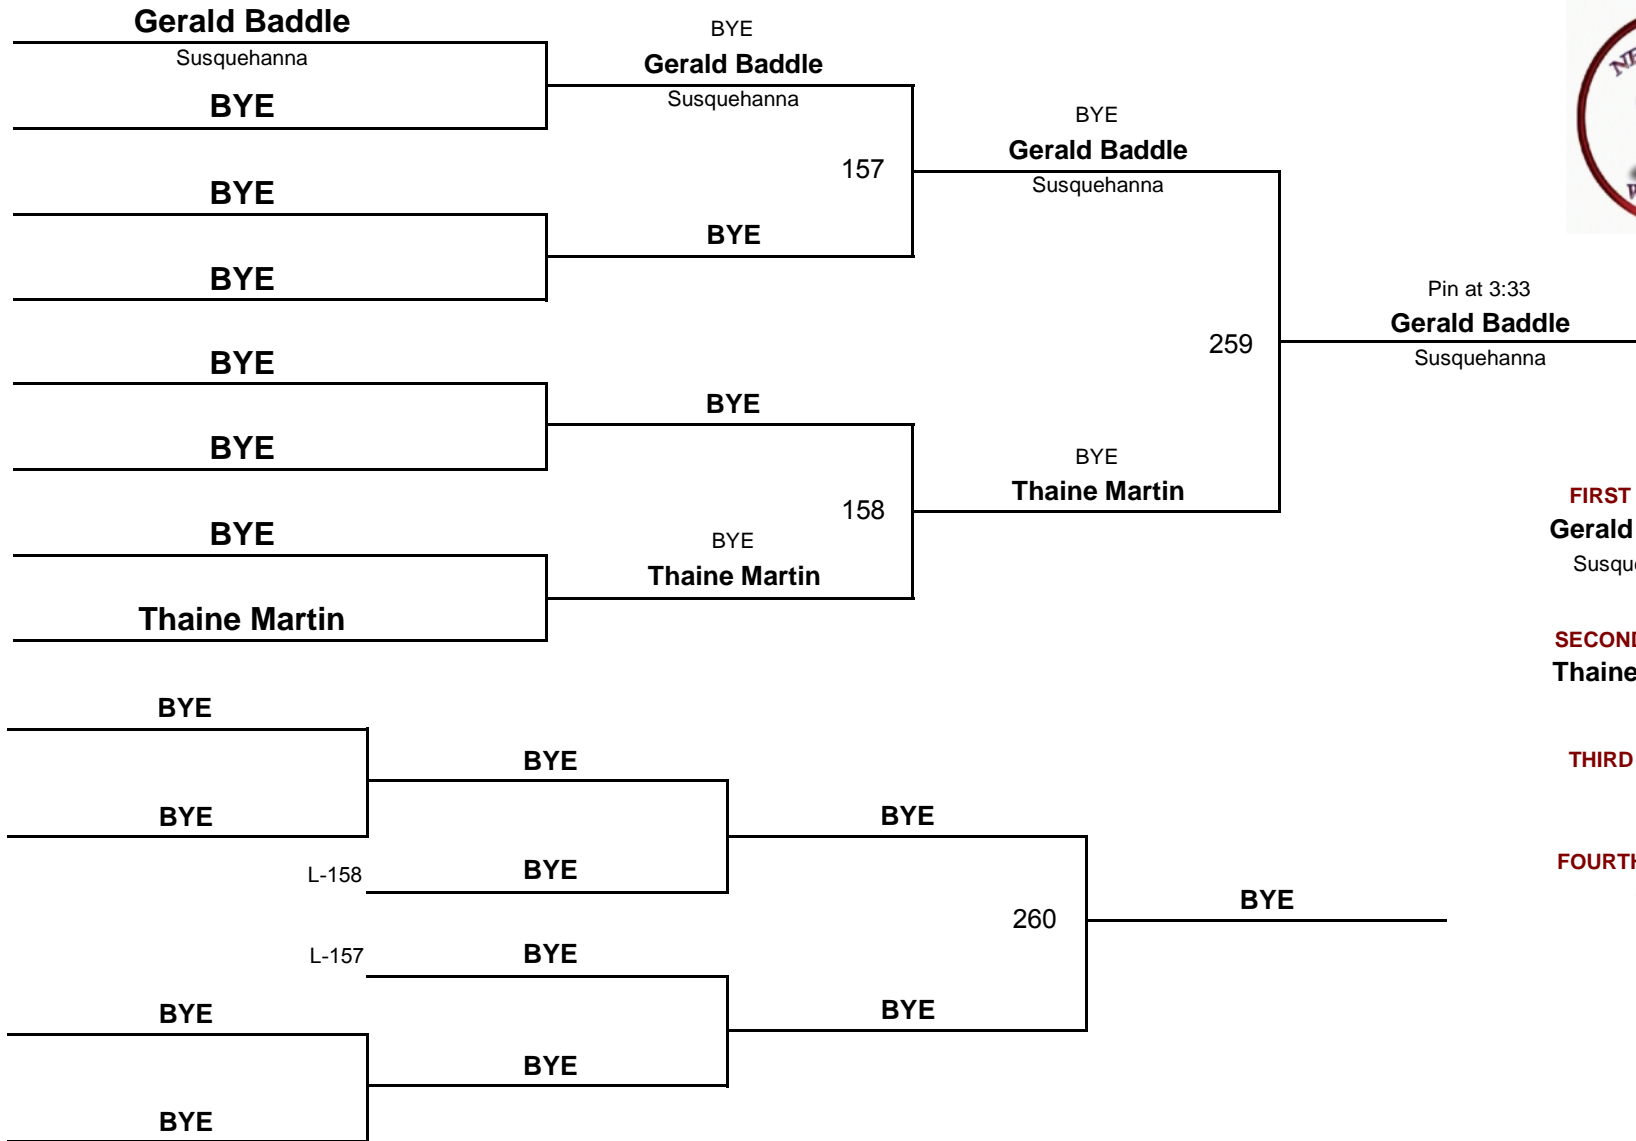 Gerald Baddle
Susquehanna
BYE
BYE
BYE
BYE
BYE
BYE
Thaine Martin
BYE
Gerald Baddle
Susquehanna
157
BYE
BYE
158
BYE
Thaine Martin
BYE
Gerald Baddle
Susquehanna
259
BYE
Thaine Martin
Pin at 3:33
Gerald Baddle
Susquehanna
FIRST
Gerald
Susque
SECOND
Thaine
THIRD
FOURTH
BYE
BYE
BYE
L-158 BYE
L-157 BYE
BYE
BYE
BYE
BYE
260
BYE
BYE